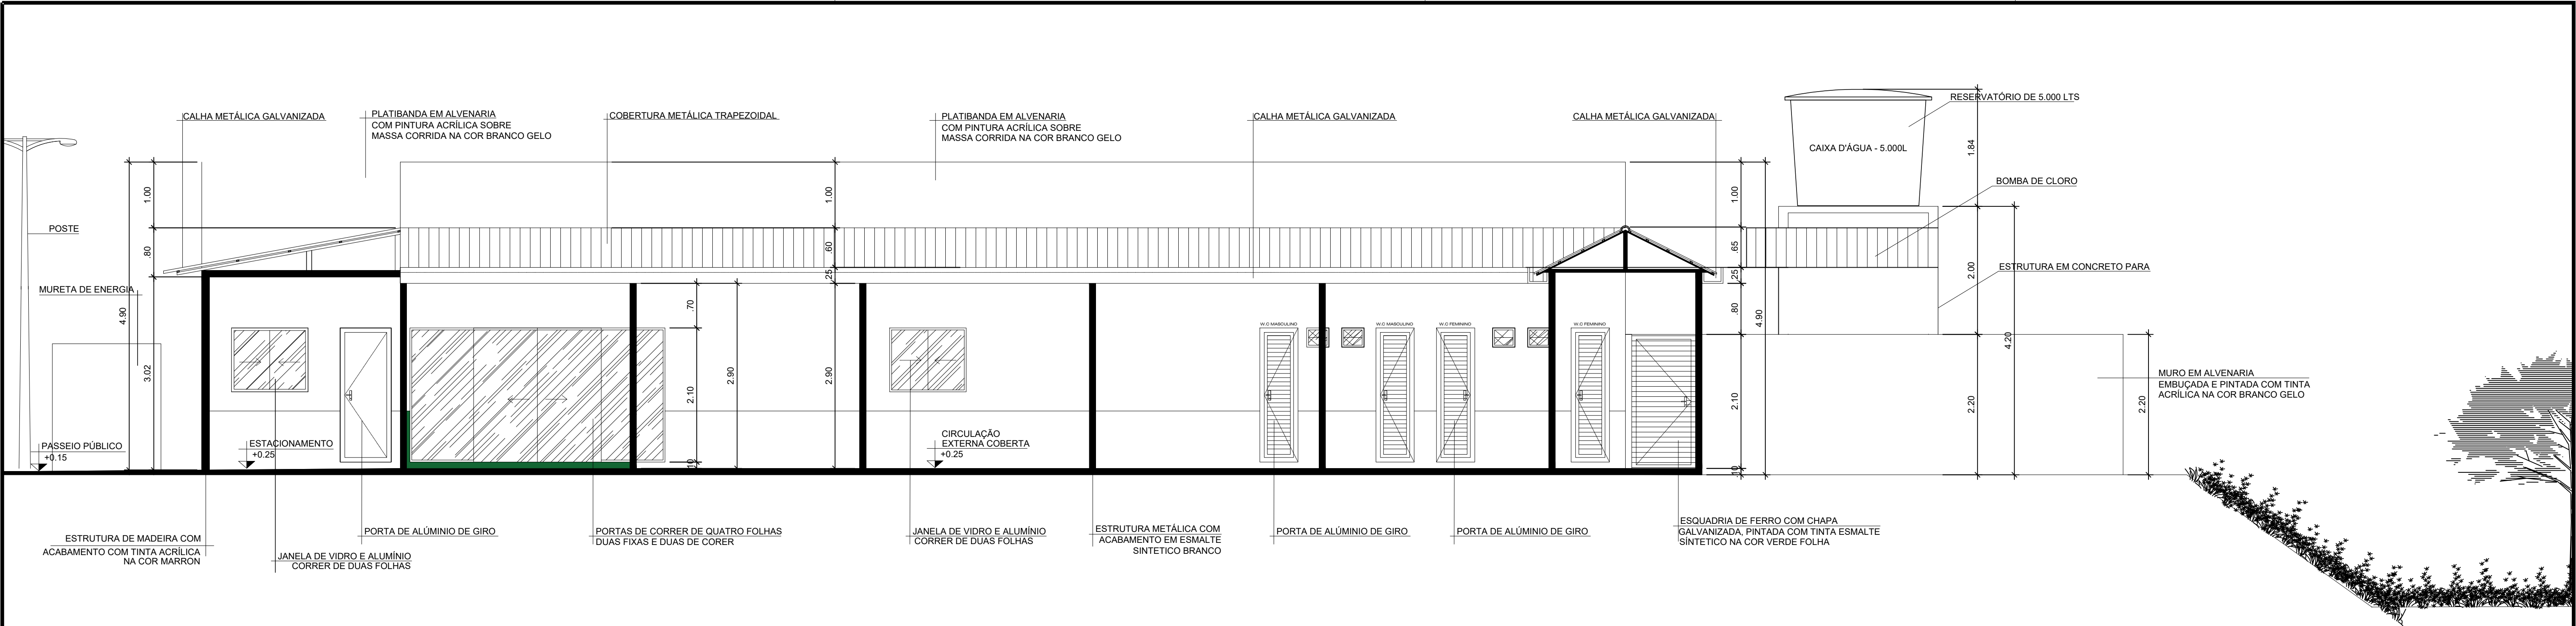 CALHA METÁLICA GALVANIZADA
PLATIBANDA EM ALVENARIA
COM PINTURA ACRÍLICA SOBRE
MASSA CORRIDA NA COR BRANCO GELO
COBERTURA METÁLICA TRAPEZOIDAL
PLATIBANDA EM ALVENARIA
COM PINTURA ACRÍLICA SOBRE
MASSA CORRIDA NA COR BRANCO GELO
CALHA METÁLICA GALVANIZADA
CALHA METÁLICA GALVANIZADA
RESERVATÓRIO DE 5.000 LTS
CAIXA D'ÁGUA - 5.000L
1.84
BOMBA DE CLORO
ESTRUTURA EM CONCRETO PARA
2.00
4.20
2.20
2.20
MURO EM ALVENARIA
EMBUÇADA E PINTADA COM TINTA
ACRÍLICA NA COR BRANCO GELO
POSTE
MURETA DE ENERGIA
1.00
.80
4.90
3.02
PASSEIO PÚBLICO
+0.15
ESTACIONAMENTO
+0.25
.70
2.10
.10
2.90
1.00
.60
.25
2.90
CIRCULAÇÃO
EXTERNA COBERTA
+0.25
W.C MASCULINO
W.C MASCULINO
W.C FEMININO
W.C FEMININO
1.00
.65
.25
.80
4.90
2.10
.10
ESTRUTURA DE MADEIRA COM
ACABAMENTO COM TINTA ACRÍLICA
NA COR MARRON
JANELA DE VIDRO E ALUMÍNIO
CORRER DE DUAS FOLHAS
PORTA DE ALÚMINIO DE GIRO
PORTAS DE CORRER DE QUATRO FOLHAS
DUAS FIXAS E DUAS DE CORER
JANELA DE VIDRO E ALUMÍNIO
CORRER DE DUAS FOLHAS
ESTRUTURA METÁLICA COM
ACABAMENTO EM ESMALTE
SINTETICO BRANCO
PORTA DE ALÚMINIO DE GIRO
PORTA DE ALÚMINIO DE GIRO
ESQUADRIA DE FERRO COM CHAPA
GALVANIZADA, PINTADA COM TINTA ESMALTE
SÍNTETICO NA COR VERDE FOLHA